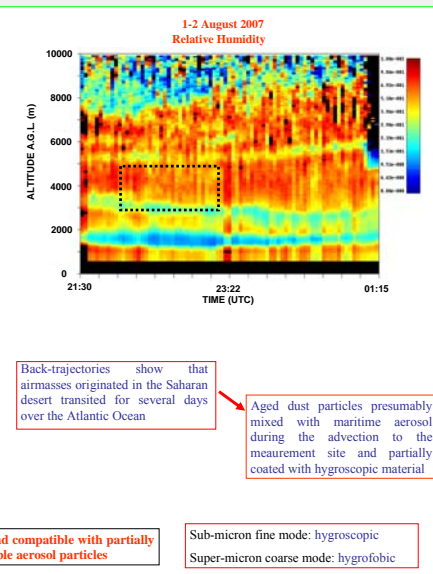 1-2 August 2007
Relative Humidity
10000
8000
6000
4000
2000
0
ALTITUDE A.G.L. (m)
21:30
23:22
01:15
TIME (UTC)
Back-trajectories show that
airmasses originated in the Saharan
desert transited for several days
over the Atlantic Ocean
Aged dust particles presumably
mixed with maritime aerosol
during the advection to the
meaurement site and partially
coated with hygroscopic material
nd compatible with partially
ble aerosol particles
Sub-micron fine mode: hygroscopic
Super-micron coarse mode: hygrofobic